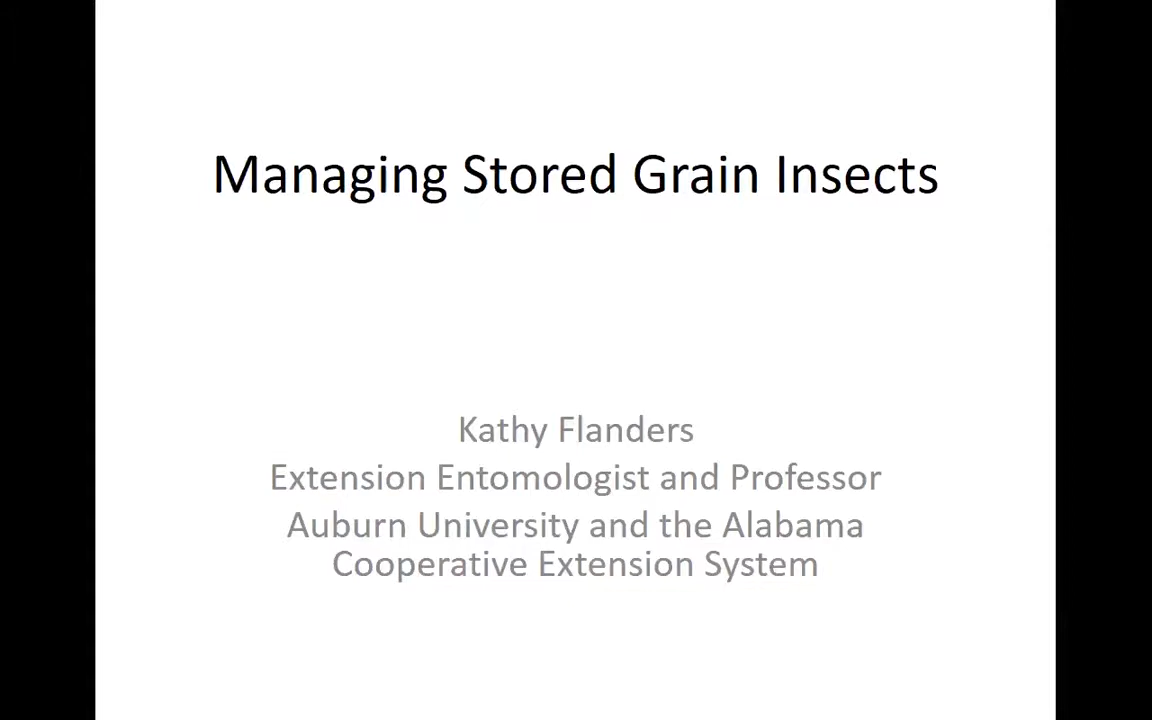 Managing Stored Grain Insects
Kathy Flanders
Extension Entomologist and Professor
Auburn University and the Alabama
Cooperative Extension System